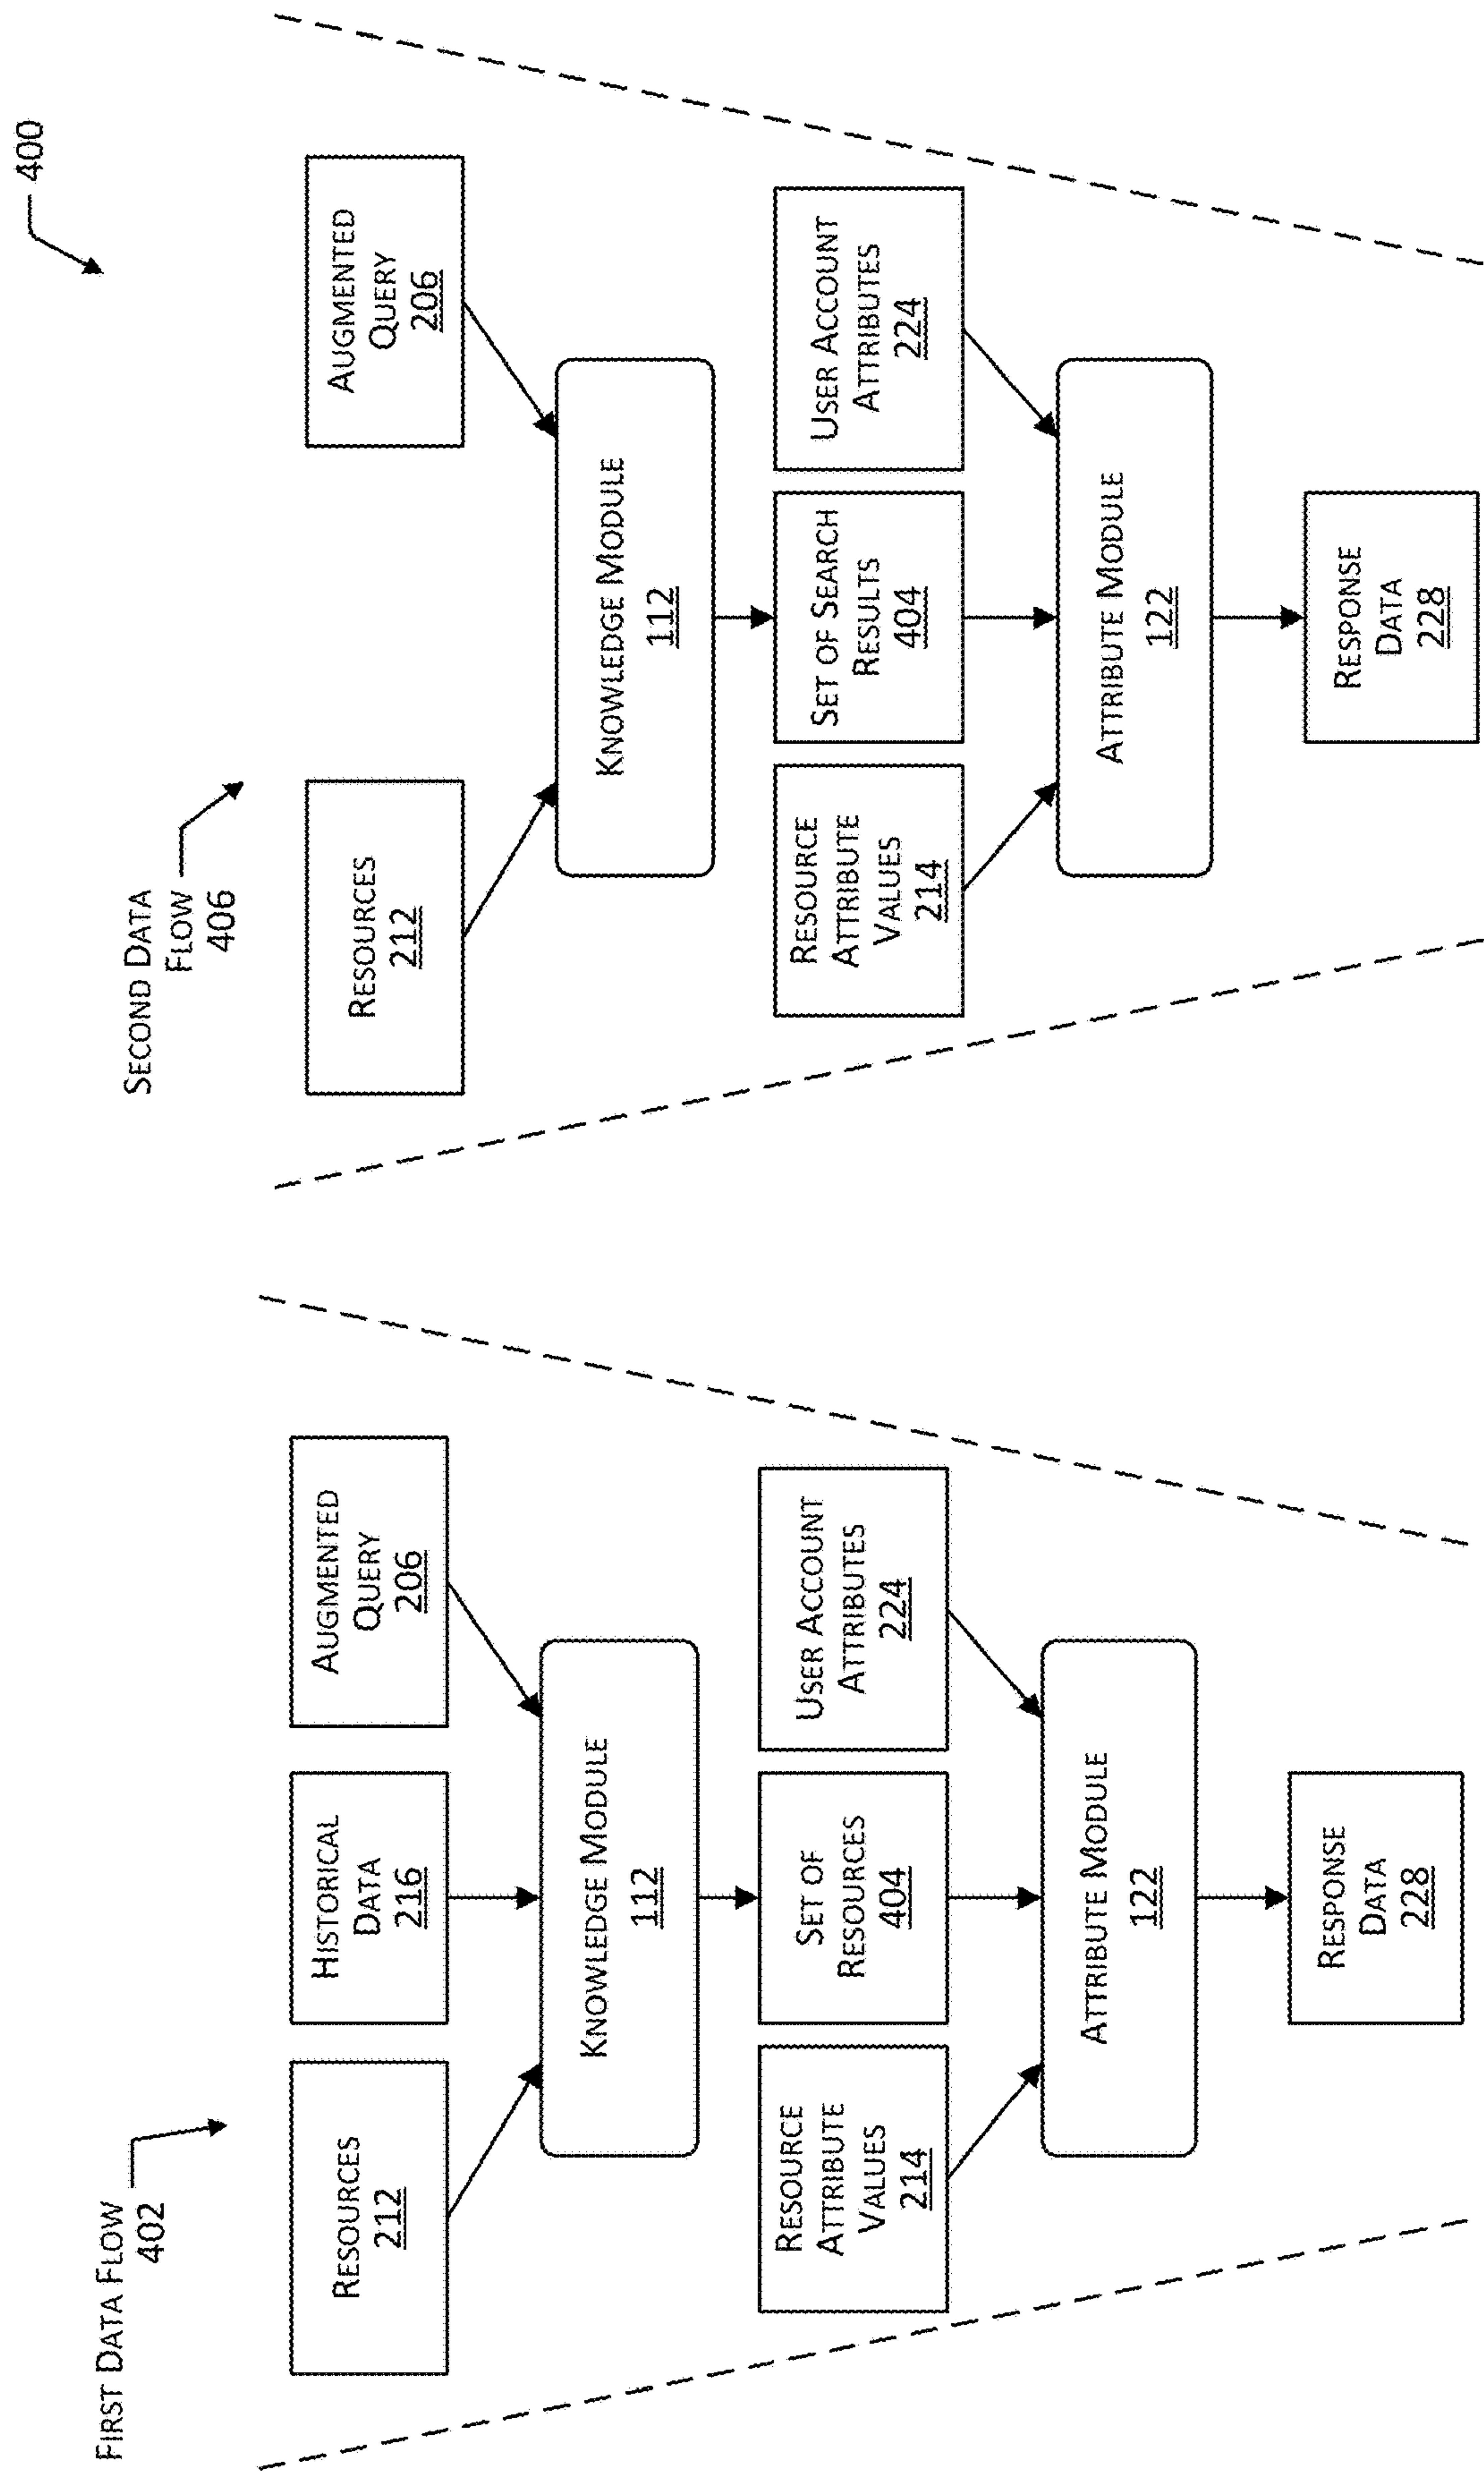 400
FIRST DATA FLOW
402
RESOURCES
212
HISTORICAL
DATA
216
AUGMENTED
QUERY
206
KNOWLEDGE MODULE
112
RESOURCE
ATTRIBUTE
VALUES
214
SET OF
RESOURCES
404
USER ACCOUNT
ATTRIBUTES
224
ATTRIBUTE MODULE
122
RESPONSE
DATA
228
SECOND DATA
FLOW
406
RESOURCES
212
AUGMENTED
QUERY
206
KNOWLEDGE MODULE
112
RESOURCE
ATTRIBUTE
VALUES
214
SET OF SEARCH
RESULTS
404
USER ACCOUNT
ATTRIBUTES
224
ATTRIBUTE MODULE
122
RESPONSE
DATA
228